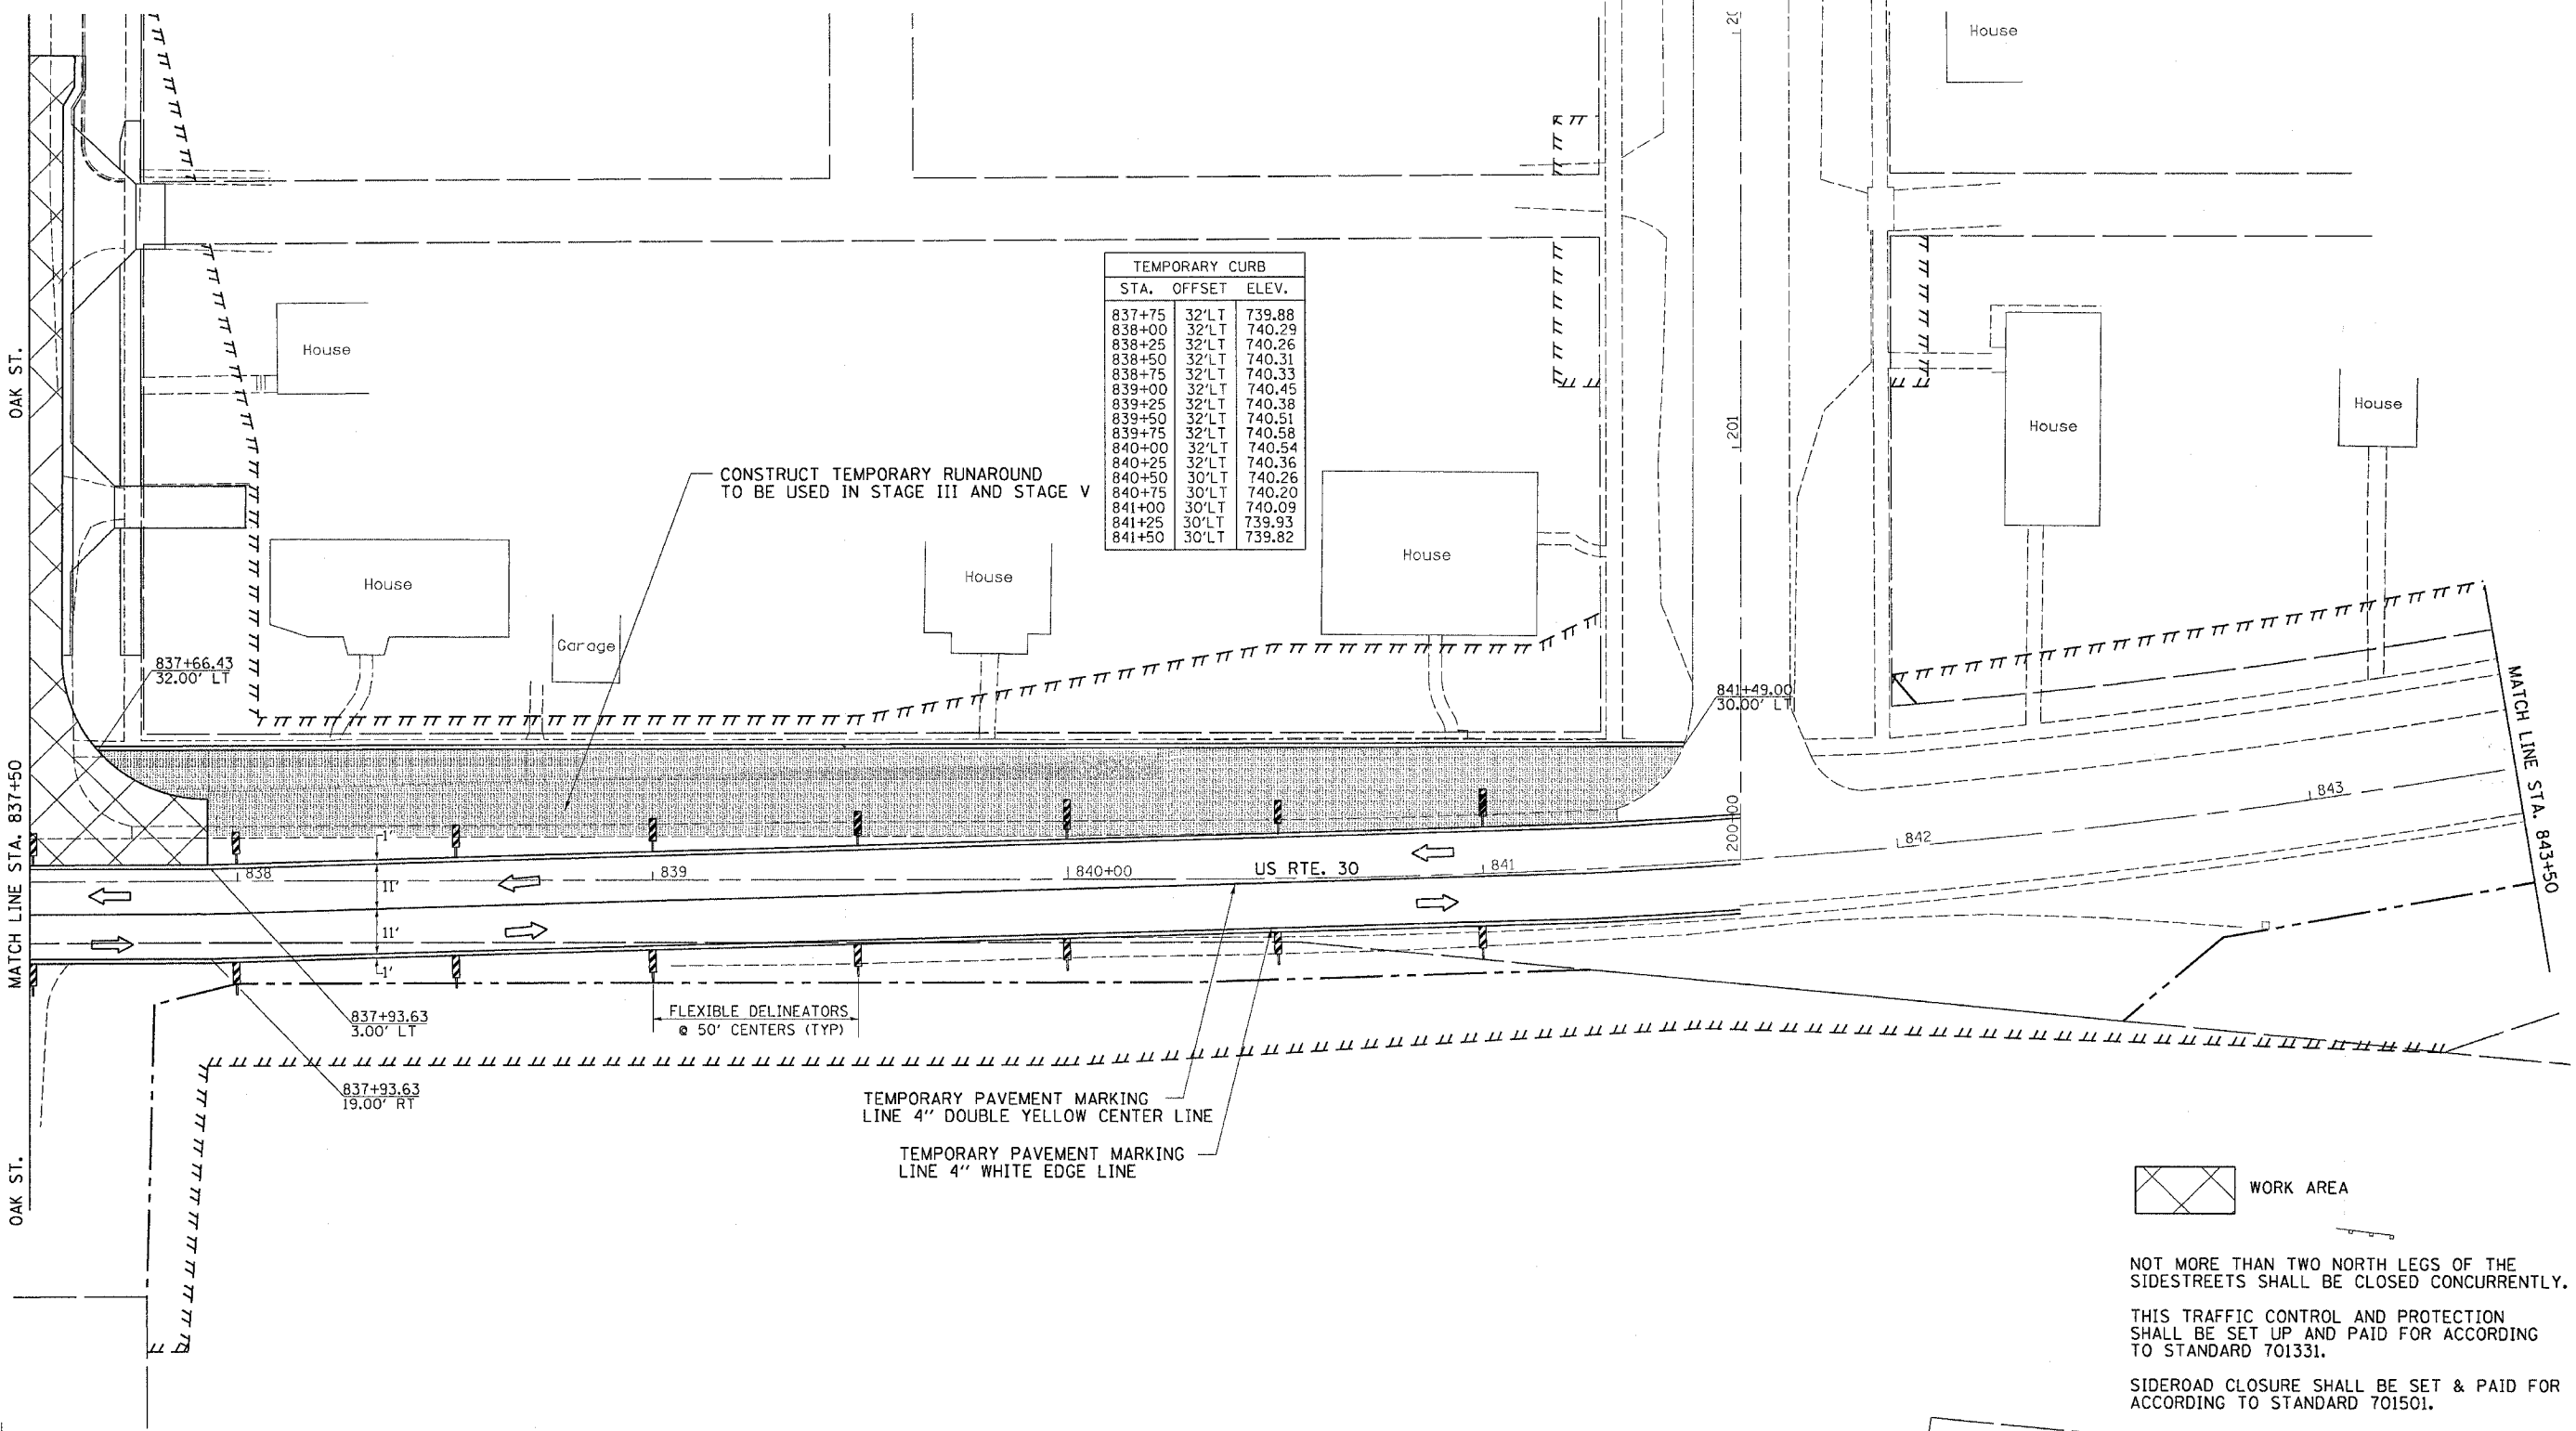 House
20
OAK ST.
TEMPORARY CURB
STA. OFFSET ELEV.
837+75 32'LT 739.88
838+00 32'LT 740.29
838+25 32'LT 740.26
838+50 32'LT 740.31
838+75 32'LT 740.33
839+00 32'LT 740.45
839+25 32'LT 740.38
839+50 32'LT 740.51
839+75 32'LT 740.58
840+00 32'LT 740.54
840+25 32'LT 740.36
840+50 30'LT 740.26
840+75 30'LT 740.20
841+00 30'LT 740.09
841+25 30'LT 739.93
841+50 30'LT 739.82
House
House
House
201
CONSTRUCT TEMPORARY RUNAROUND
TO BE USED IN STAGE III AND STAGE V
House
House
House
Garage
837+66.43
32.00' LT
841+49.00
30.00' LT
MATCH LINE STA. 837+50
MATCH LINE STA. 843+50
1'
11'
11'
1'
838
839
840+00
US RTE. 30
841
200+00
842
843
837+93.63
3.00' LT
FLEXIBLE DELINEATORS
@ 50' CENTERS (TYP)
837+93.63
19.00' RT
TEMPORARY PAVEMENT MARKING
LINE 4'' DOUBLE YELLOW CENTER LINE
TEMPORARY PAVEMENT MARKING
LINE 4'' WHITE EDGE LINE
OAK ST.
WORK AREA
NOT MORE THAN TWO NORTH LEGS OF THE
SIDESTREETS SHALL BE CLOSED CONCURRENTLY.
THIS TRAFFIC CONTROL AND PROTECTION
SHALL BE SET UP AND PAID FOR ACCORDING
TO STANDARD 701331.
SIDEROAD CLOSURE SHALL BE SET & PAID FOR
ACCORDING TO STANDARD 701501.